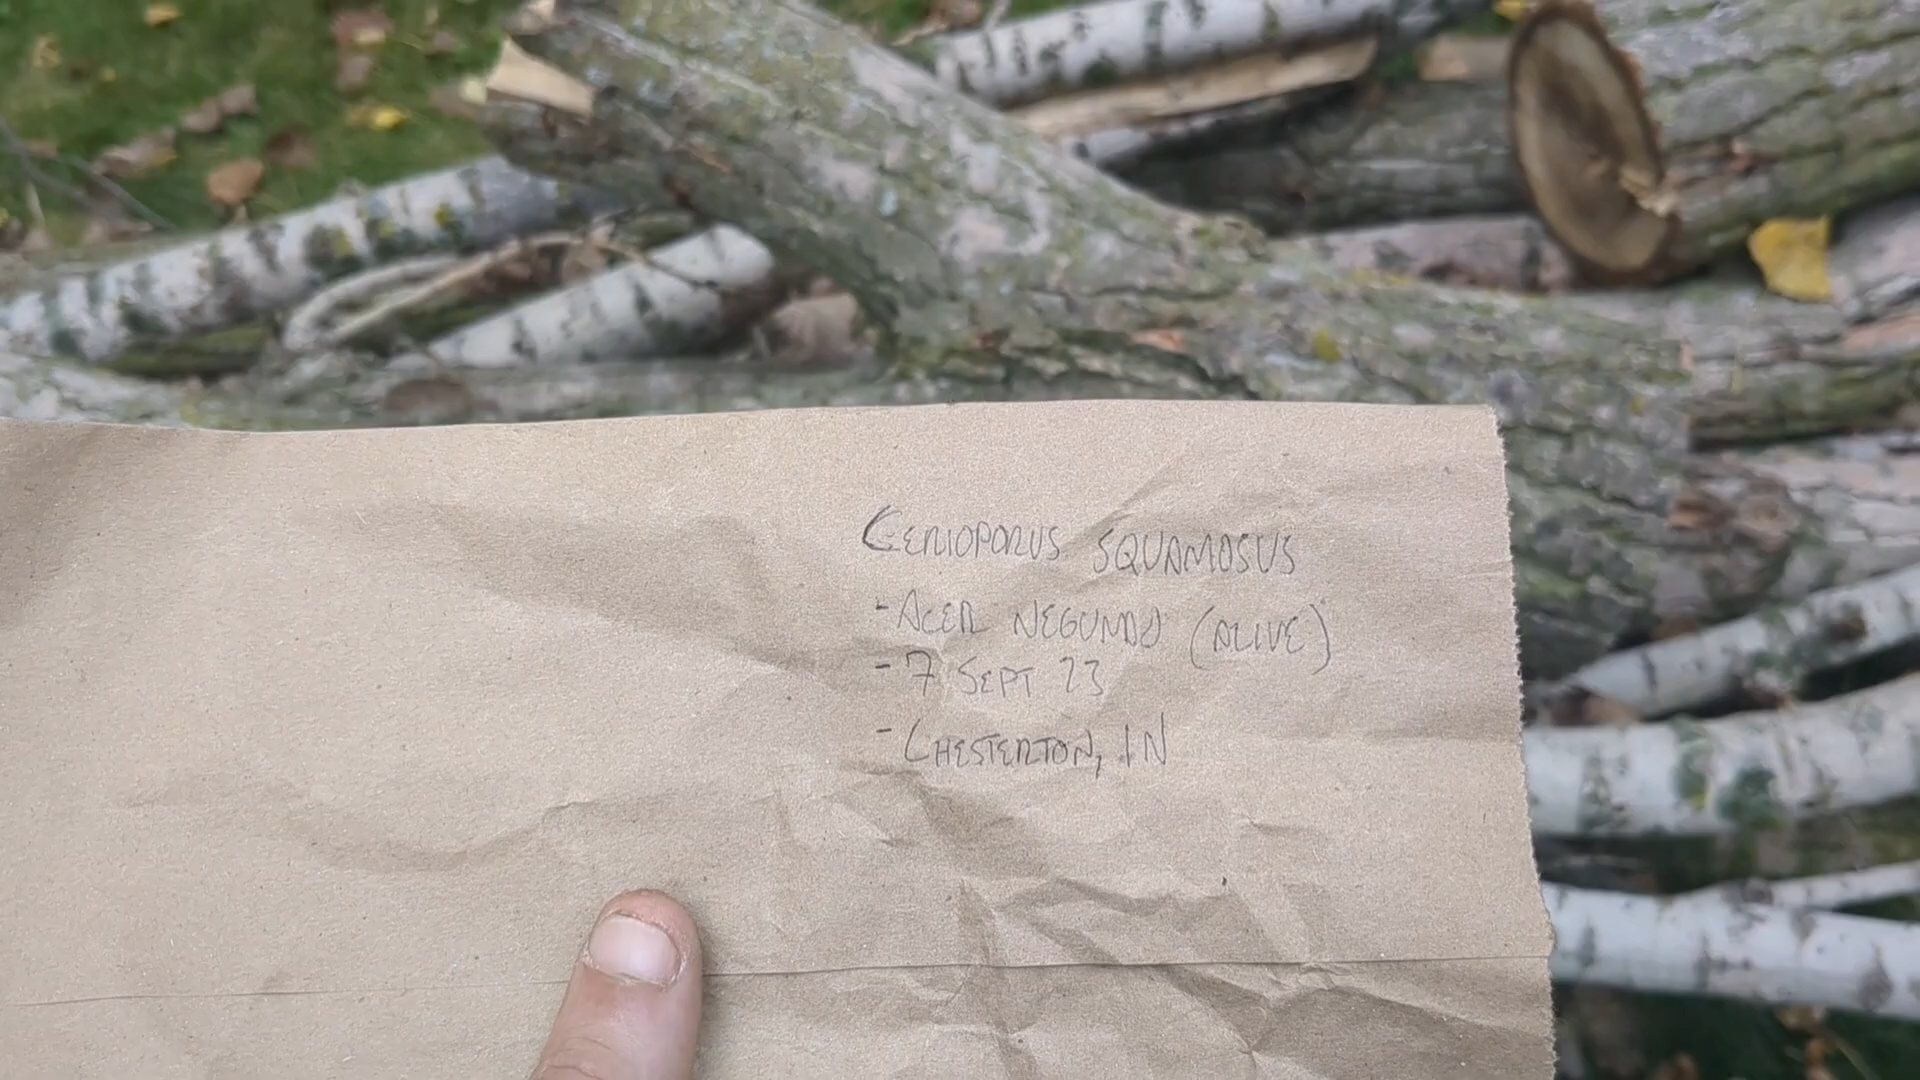 CERIOPORUS SQUAMOSUS
- ACER NEGUNDO (ALIVE)
- 7 SEPT 23
- CHESTERTON, IN